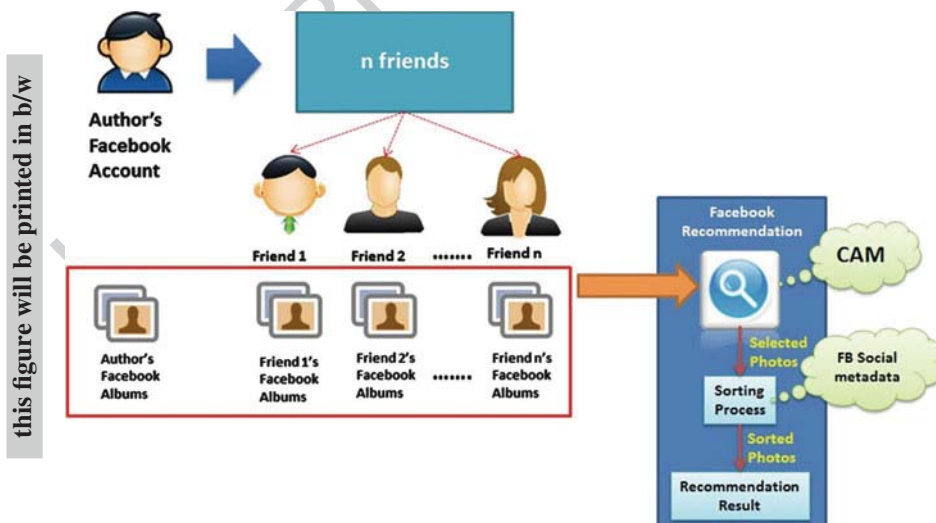 this figure will be printed in b/w
Author's
Facebook
Account
n friends
Friend 1
Friend 2
.......
Friend n
Author's
Facebook
Albums
Friend 1's
Facebook
Albums
Friend 2's
Facebook
Albums
.......
Friend n's
Facebook
Albums
Facebook
Recommendation
CAM
Selected
Photos
FB Social
metadata
Sorting
Process
Sorted
Photos
Recommendation
Result